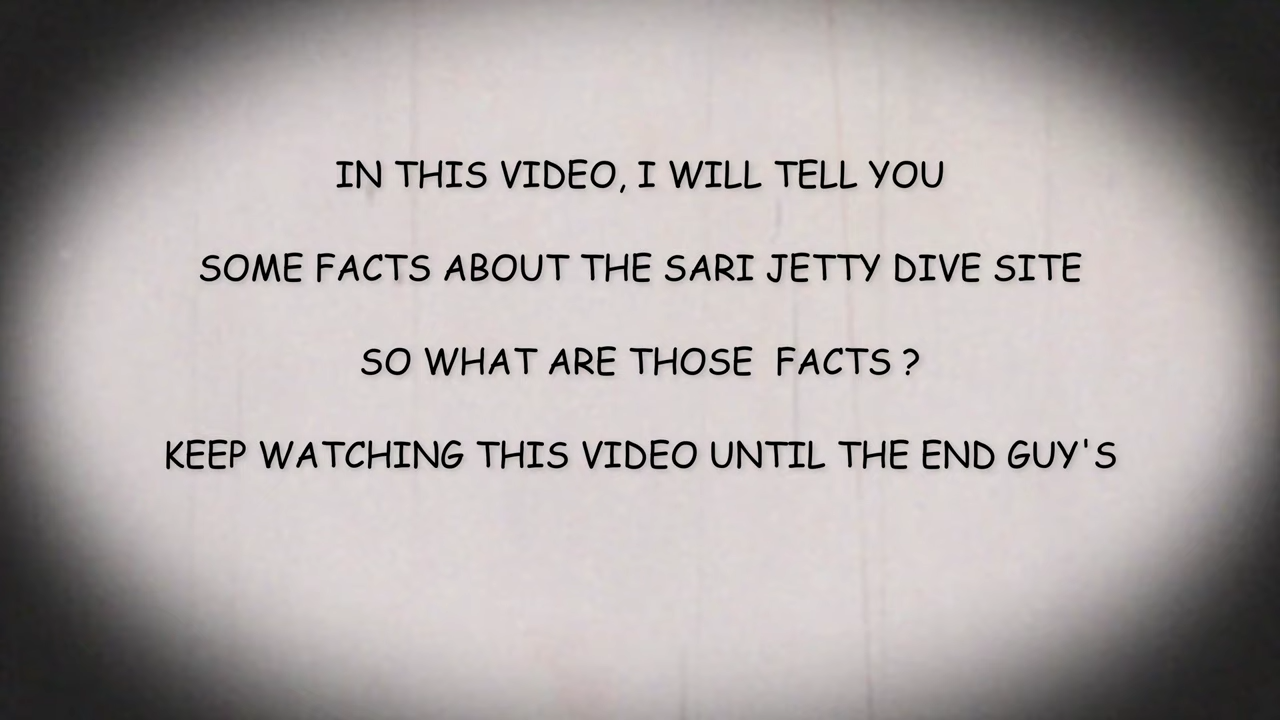 IN THIS VIDEO, I WILL TELL YOU
SOME FACTS ABOUT THE SARI JETTY DIVE SITE
SO WHAT ARE THOSE  FACTS ?
KEEP WATCHING THIS VIDEO UNTIL THE END GUY'S